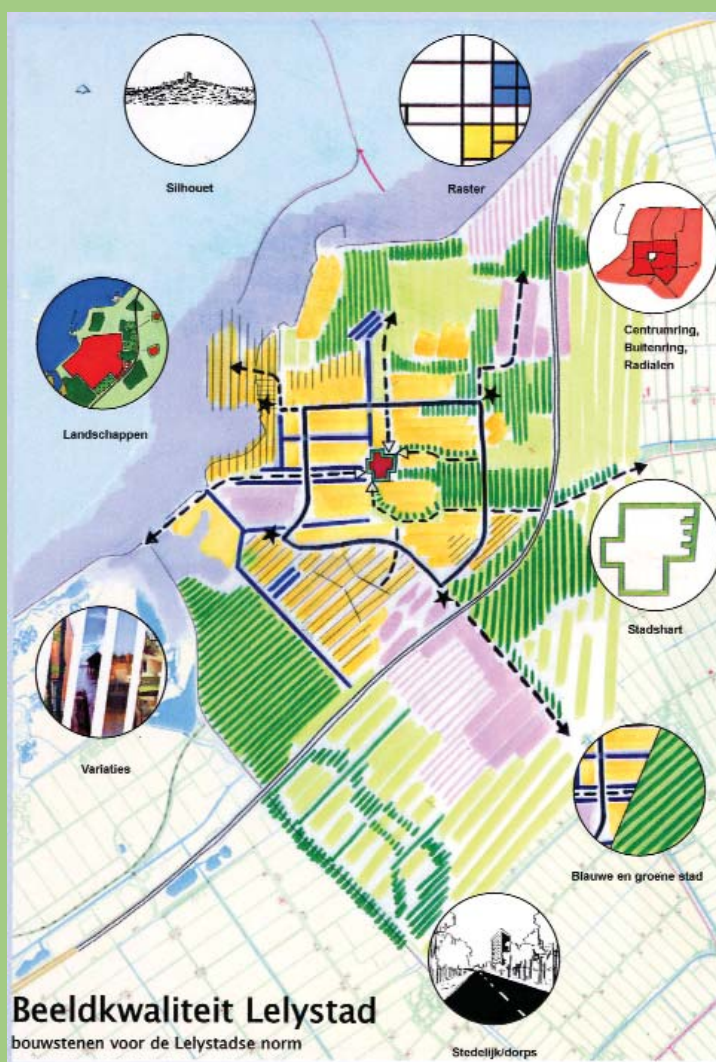 Silhouet
Raster
Centrumring,
Buitenring,
Radialen
Landschappen
Stadshart
Variaties
Blauwe en groene stad
Stedelijk/dorps
Beeldkwaliteit Lelystad
bouwstenen voor de Lelystadse norm